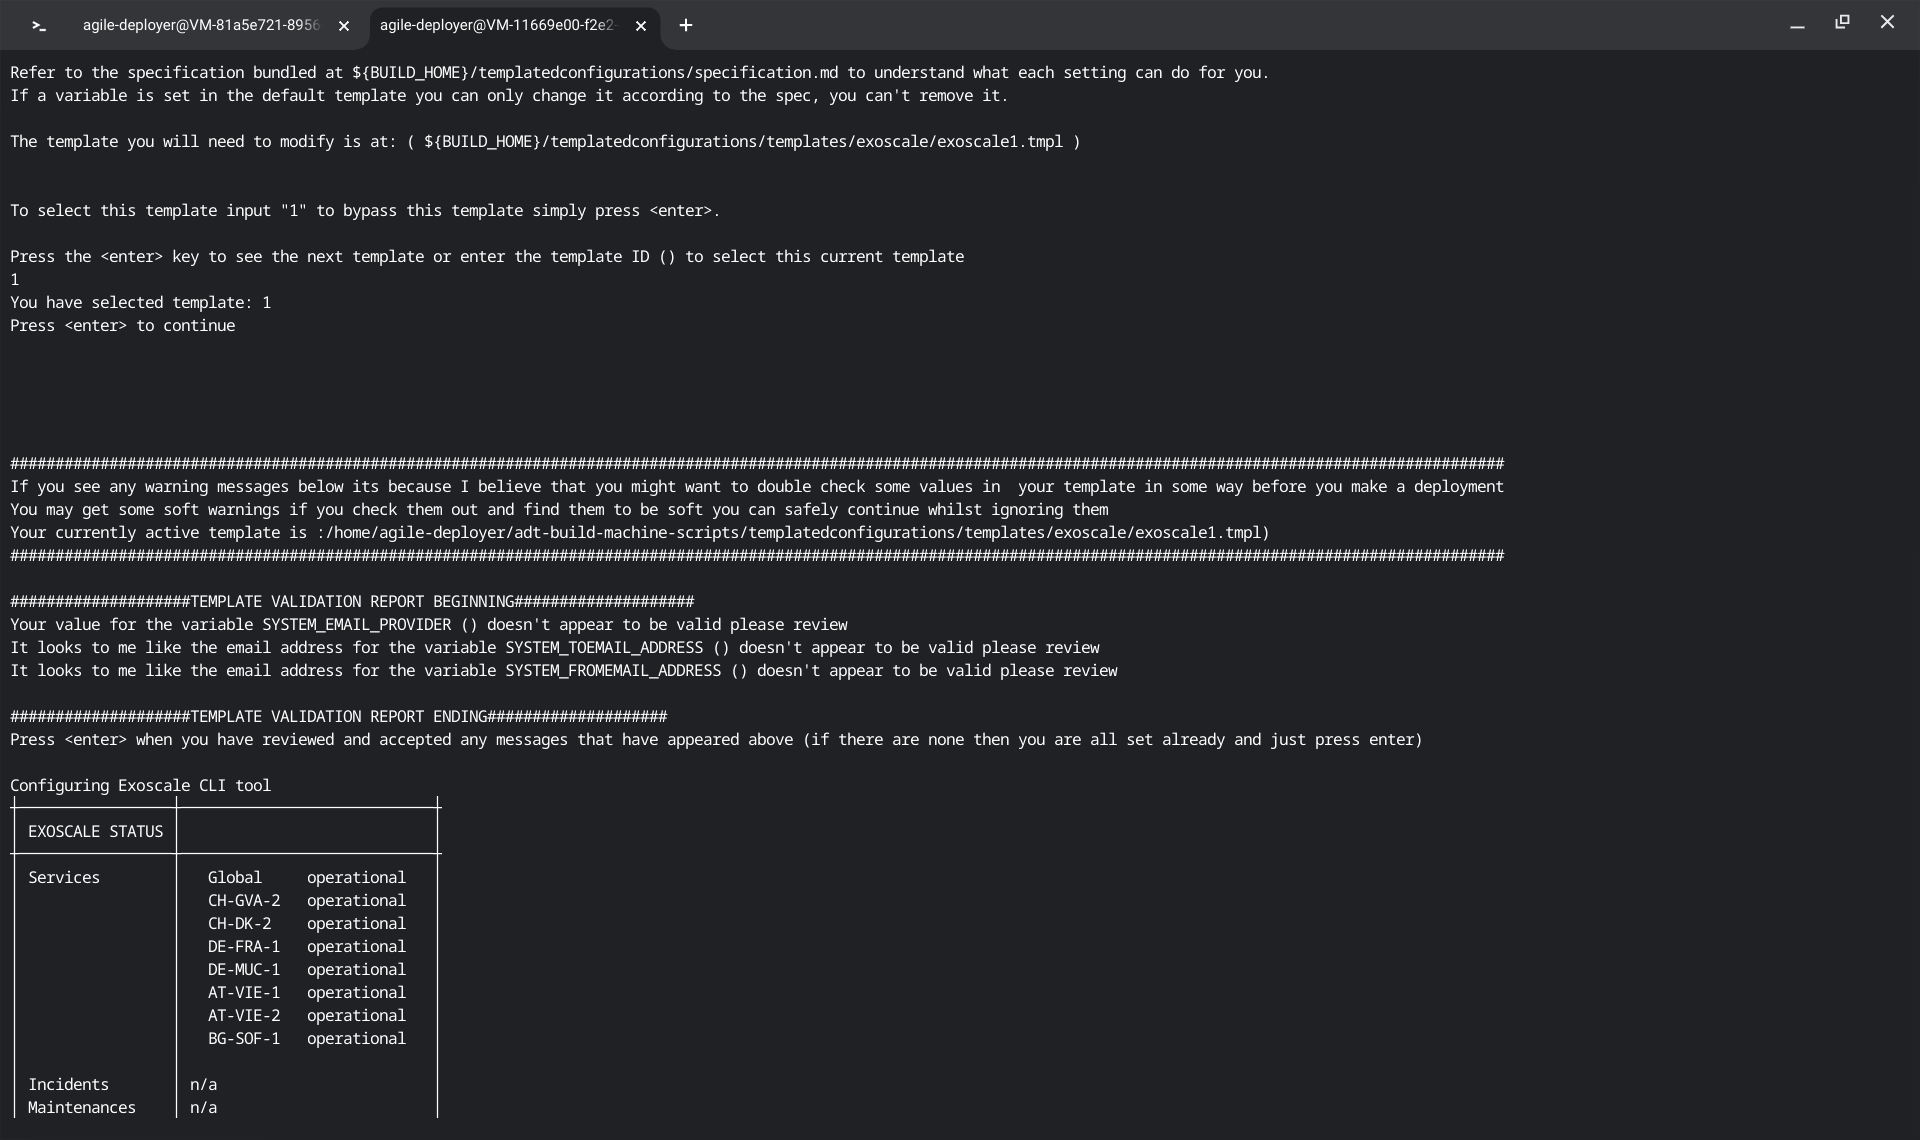 agile-deployer@VM-81a5e721-8956
agile-deployer@VM-11669e00-f2e2-
Refer to the specification bundled at ${BUILD_HOME}/templatedconfigurations/specification.md to understand what each setting can do for you.
If a variable is set in the default template you can only change it according to the spec, you can't remove it.
The template you will need to modify is at: ( ${BUILD_HOME}/templatedconfigurations/templates/exoscale/exoscale1.tmpl )
To select this template input "1" to bypass this template simply press <enter>.
Press the <enter> key to see the next template or enter the template ID () to select this current template
1
You have selected template: 1
Press <enter> to continue
######################################################################################################################################################################
If you see any warning messages below its because I believe that you might want to double check some values in  your template in some way before you make a deployment
You may get some soft warnings if you check them out and find them to be soft you can safely continue whilst ignoring them
Your currently active template is :/home/agile-deployer/adt-build-machine-scripts/templatedconfigurations/templates/exoscale/exoscale1.tmpl)
######################################################################################################################################################################
####################TEMPLATE VALIDATION REPORT BEGINNING####################
Your value for the variable SYSTEM_EMAIL_PROVIDER () doesn't appear to be valid please review
It looks to me like the email address for the variable SYSTEM_TOEMAIL_ADDRESS () doesn't appear to be valid please review
It looks to me like the email address for the variable SYSTEM_FROMEMAIL_ADDRESS () doesn't appear to be valid please review
####################TEMPLATE VALIDATION REPORT ENDING####################
Press <enter> when you have reviewed and accepted any messages that have appeared above (if there are none then you are all set already and just press enter)
Configuring Exoscale CLI tool
EXOSCALE STATUS
Services Global operational
CH-GVA-2 operational
CH-DK-2 operational
DE-FRA-1 operational
DE-MUC-1 operational
AT-VIE-1 operational
AT-VIE-2 operational
BG-SOF-1 operational
Incidents n/a
Maintenances n/a